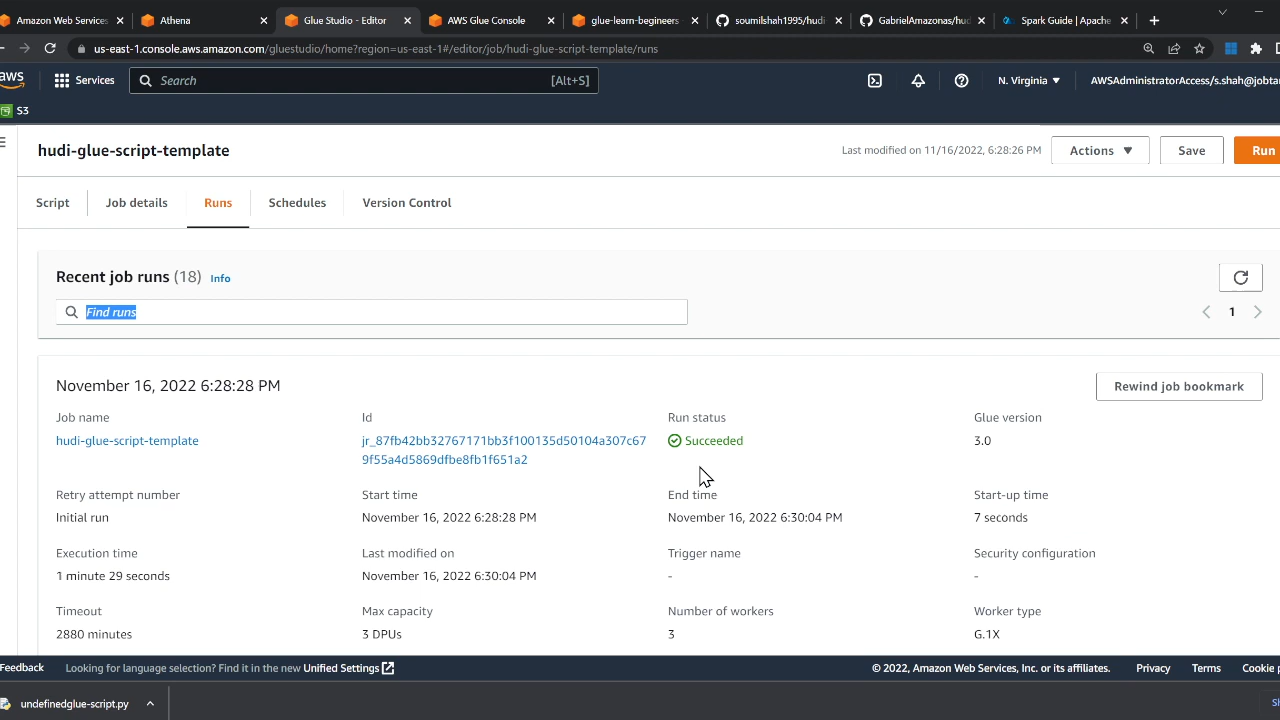 Amazon Web Services
Athena
Glue Studio - Editor
AWS Glue Console
glue-learn-begineers -
soumilshah1995/hudi
GabrielAmazonas/hud
Spark Guide | Apache
us-east-1.console.aws.amazon.com/gluestudio/home?region=us-east-1#/editor/job/hudi-glue-script-template/runs
aws
Services
Search
[Alt+S]
N. Virginia
AWSAdministratorAccess/s.shah@jobta
S3
hudi-glue-script-template
Last modified on 11/16/2022, 6:28:26 PM
Actions
Save
Run
Script
Job details
Runs
Schedules
Version Control
Recent job runs (18) Info
Find runs
1
November 16, 2022 6:28:28 PM
Rewind job bookmark
Job name
Id
Run status
Glue version
hudi-glue-script-template
jr_87fb42bb32767171bb3f100135d50104a307c67
9f55a4d5869dfbe8fb1f651a2
Succeeded
3.0
Retry attempt number
Start time
End time
Start-up time
Initial run
November 16, 2022 6:28:28 PM
November 16, 2022 6:30:04 PM
7 seconds
Execution time
Last modified on
Trigger name
Security configuration
1 minute 29 seconds
November 16, 2022 6:30:04 PM
-
-
Timeout
Max capacity
Number of workers
Worker type
2880 minutes
3 DPUs
3
G.1X
Feedback
Looking for language selection? Find it in the new Unified Settings
© 2022, Amazon Web Services, Inc. or its affiliates.
Privacy
Terms
Cookie p
undefinedglue-script.py